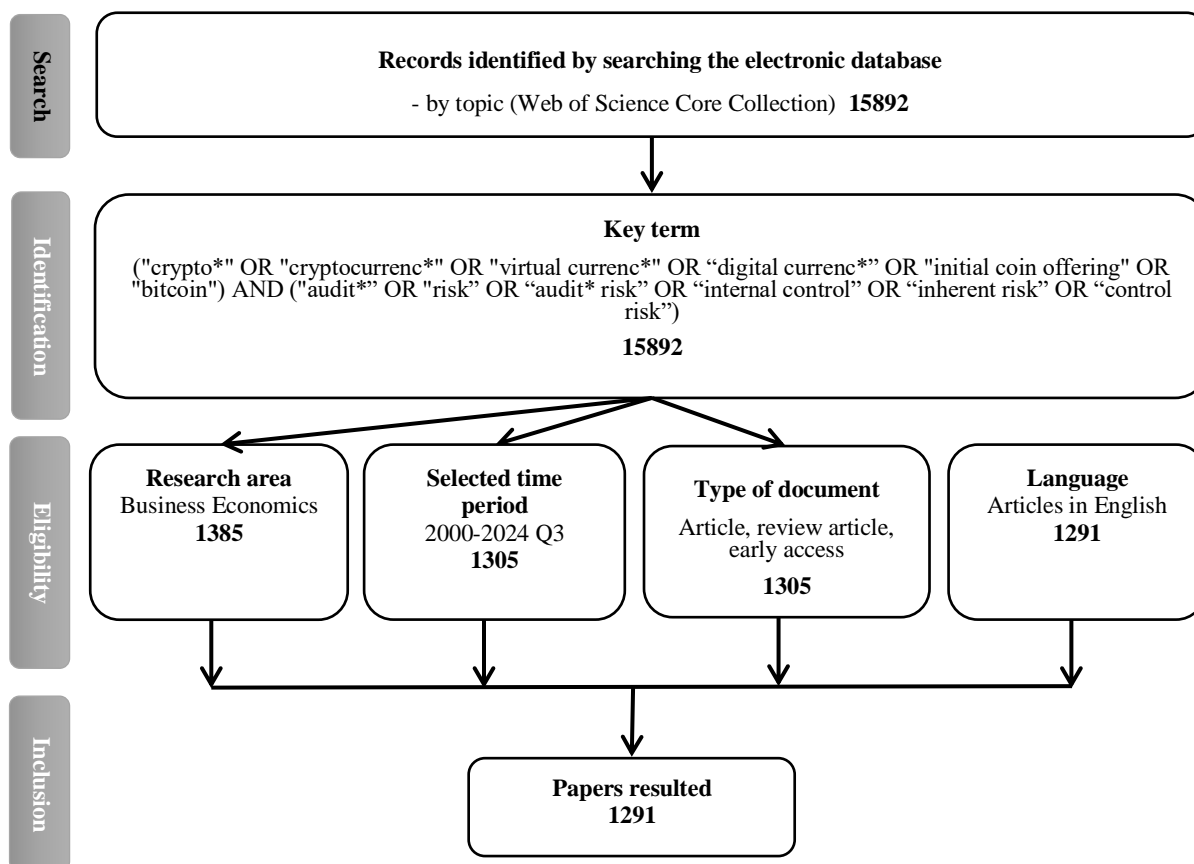 Search
Records identified by searching the electronic database
- by topic (Web of Science Core Collection) 15892
Identification
Key term
("crypto*" OR "cryptocurrenc*" OR "virtual currenc*" OR “digital currenc*” OR "initial coin offering" OR
"bitcoin") AND ("audit*” OR "risk” OR “audit* risk” OR “internal control” OR “inherent risk” OR “control
risk”)
15892
Eligibility
Research area
Business Economics
1385
Selected time
period
2000-2024 Q3
1305
Type of document
Article, review article,
early access
1305
Language
Articles in English
1291
Inclusion
Papers resulted
1291